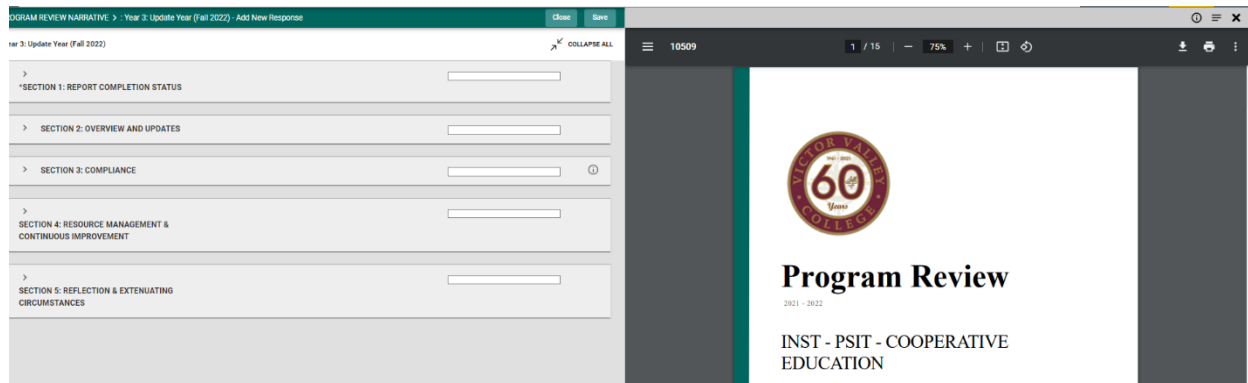 OGRAM REVIEW NARRATIVE > : Year 3: Update Year (Fall 2022) - Add New Response
Close Save
ear 3: Update Year (Fall 2022)
COLLAPSE ALL
*SECTION 1: REPORT COMPLETION STATUS
SECTION 2: OVERVIEW AND UPDATES
SECTION 3: COMPLIANCE
SECTION 4: RESOURCE MANAGEMENT &
CONTINUOUS IMPROVEMENT
SECTION 5: REFLECTION & EXTENUATING
CIRCUMSTANCES
10509
1 / 15 | − 75% + |
VICTOR VALLEY
60
Years
COLLEGE
Program Review
2021 - 2022
INST - PSIT - COOPERATIVE
EDUCATION